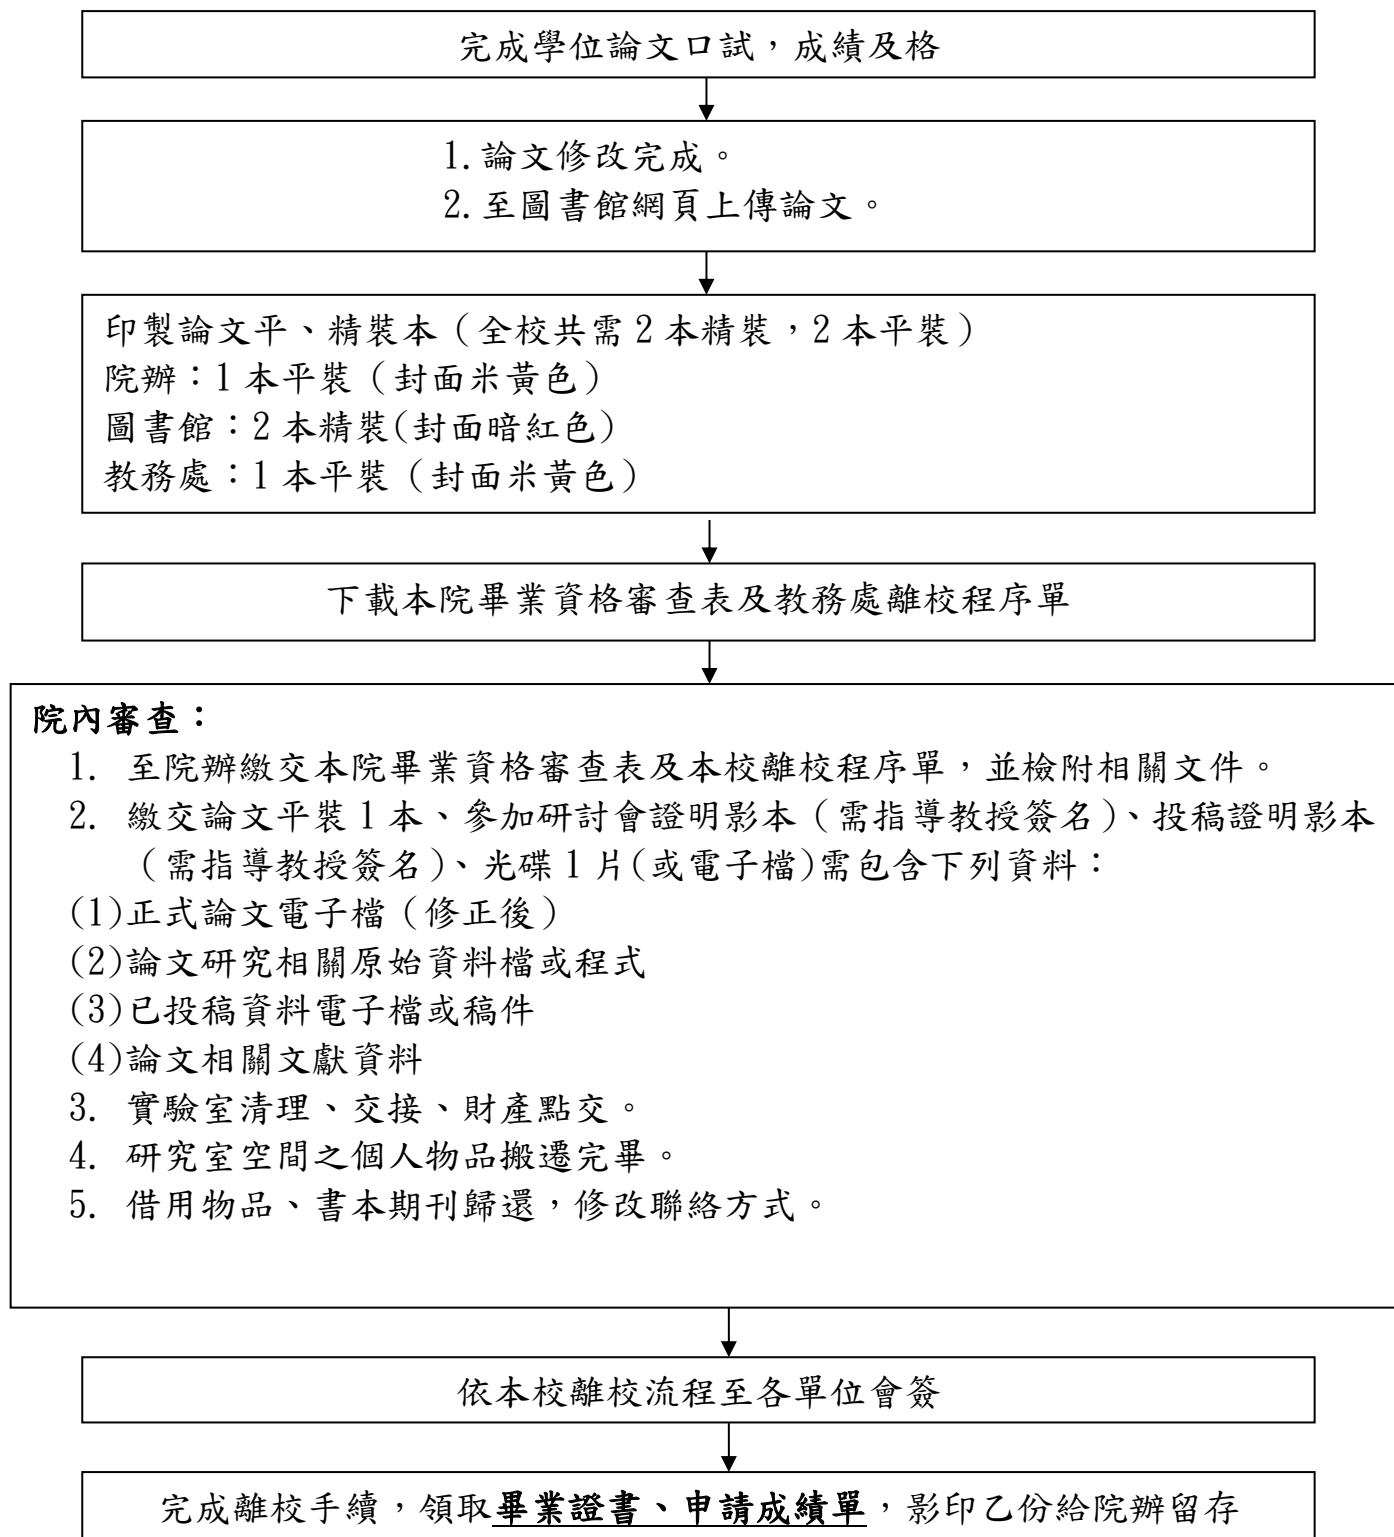 完成學位論文口試，成績及格
1.論文修改完成。
2.至圖書館網頁上傳論文。
印製論文平、精裝本（全校共需2本精裝，2本平裝）
院辦：1本平裝（封面米黃色）
圖書館：2本精裝(封面暗紅色)
教務處：1本平裝（封面米黃色）
下載本院畢業資格審查表及教務處離校程序單
院內審查：
1. 至院辦繳交本院畢業資格審查表及本校離校程序單，並檢附相關文件。
2. 繳交論文平裝1本、參加研討會證明影本（需指導教授簽名）、投稿證明影本
（需指導教授簽名）、光碟1片(或電子檔)需包含下列資料：
(1)正式論文電子檔（修正後）
(2)論文研究相關原始資料檔或程式
(3)已投稿資料電子檔或稿件
(4)論文相關文獻資料
3. 實驗室清理、交接、財產點交。
4. 研究室空間之個人物品搬遷完畢。
5. 借用物品、書本期刊歸還，修改聯絡方式。
依本校離校流程至各單位會簽
完成離校手續，領取畢業證書、申請成績單，影印乙份給院辦留存